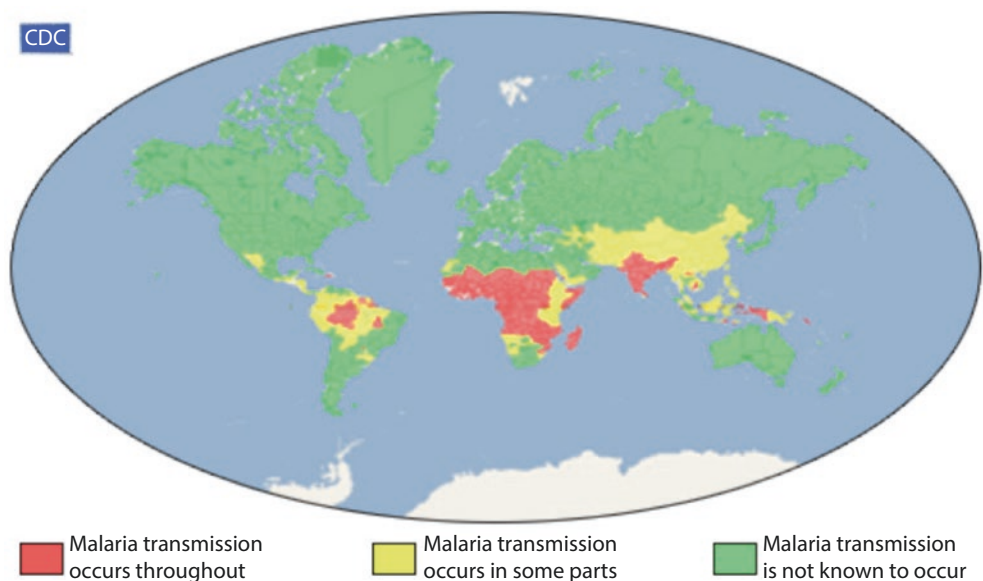 CDC
Malaria transmission
occurs throughout
Malaria transmission
occurs in some parts
Malaria transmission
is not known to occur